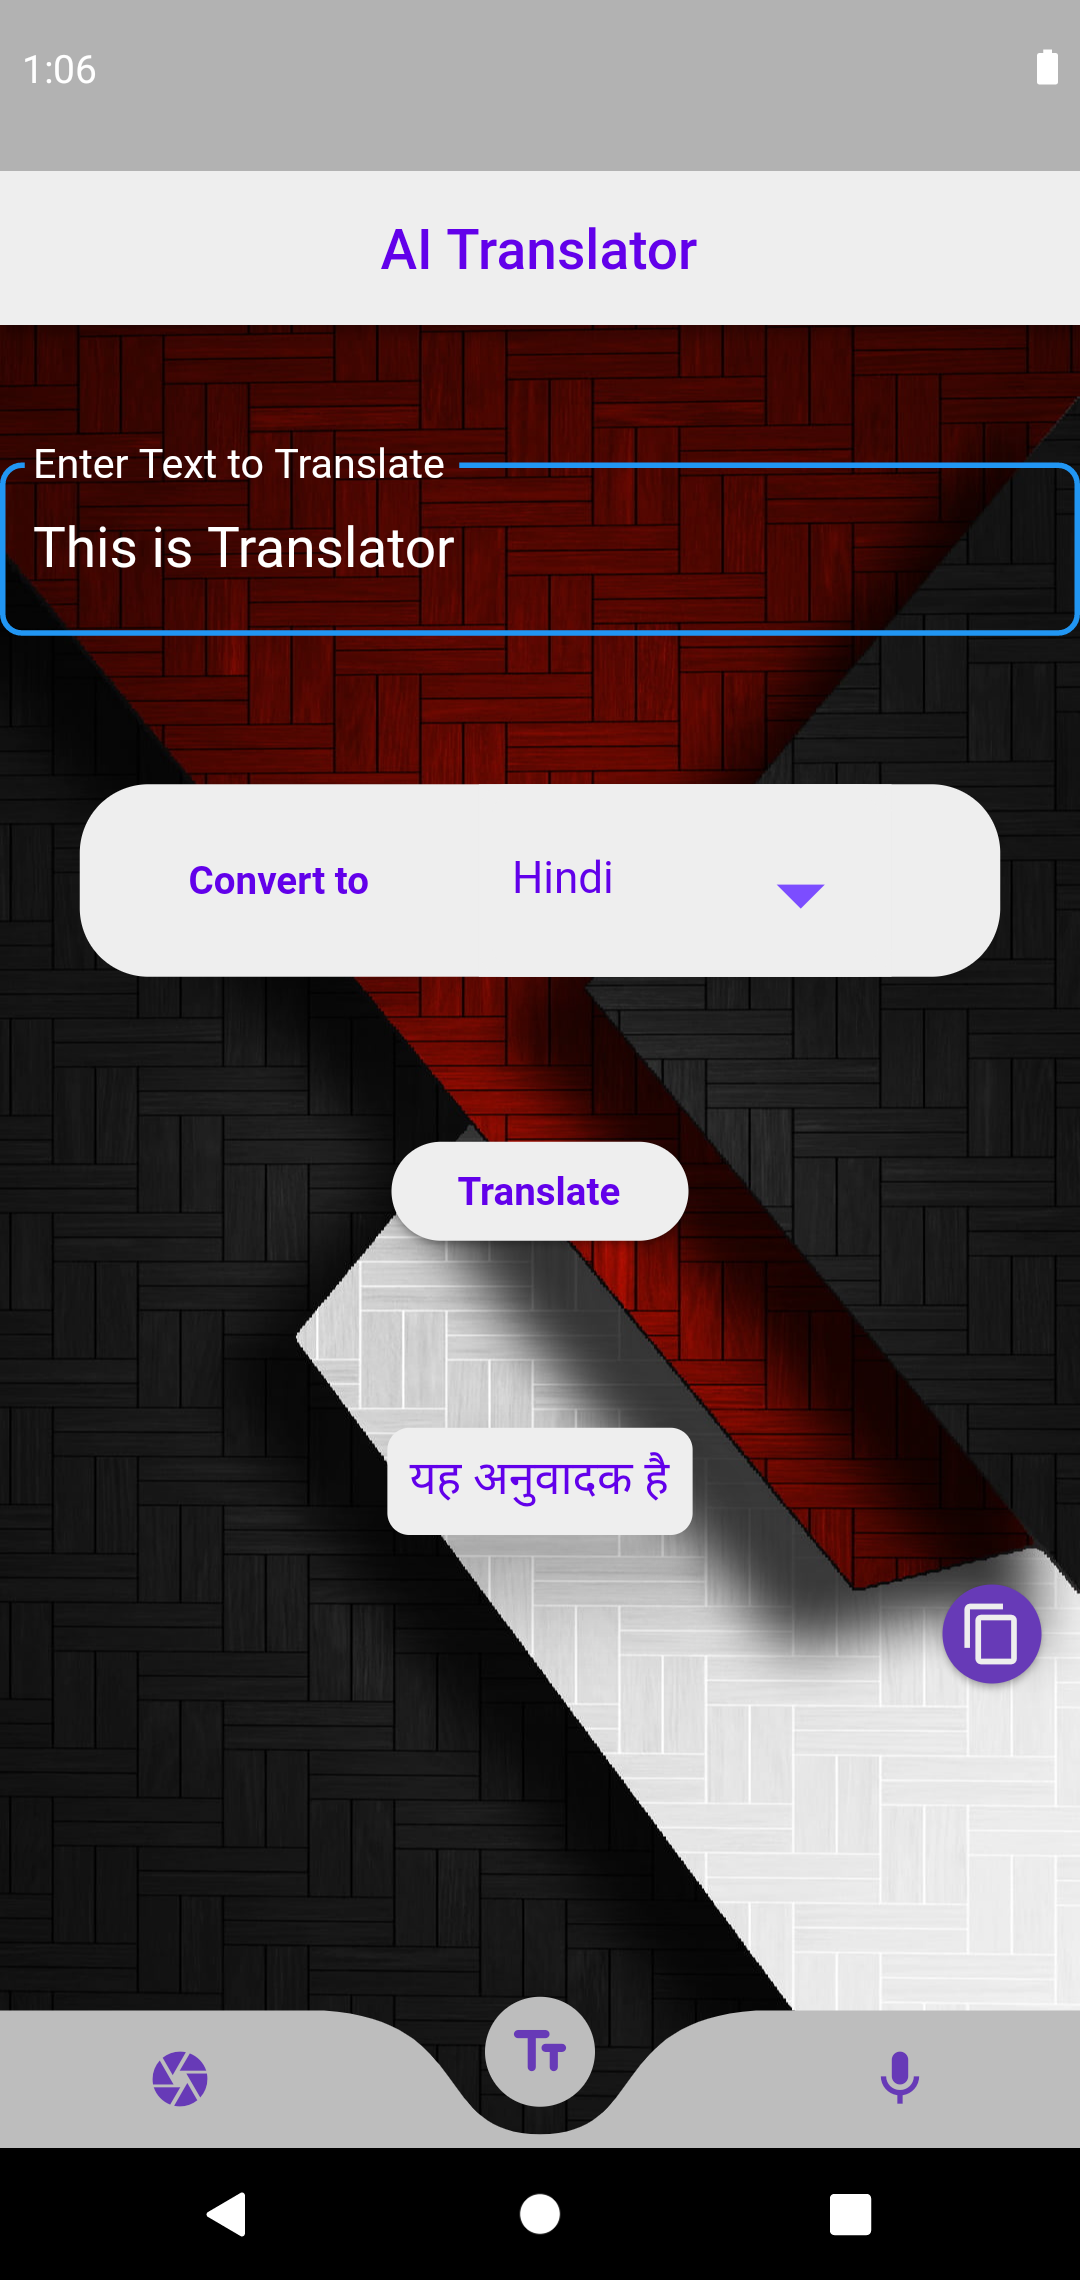 1:06
AI Translator
Enter Text to Translate
This is Translator
Convert to
Hindi
Translate
यह अनुवादक है